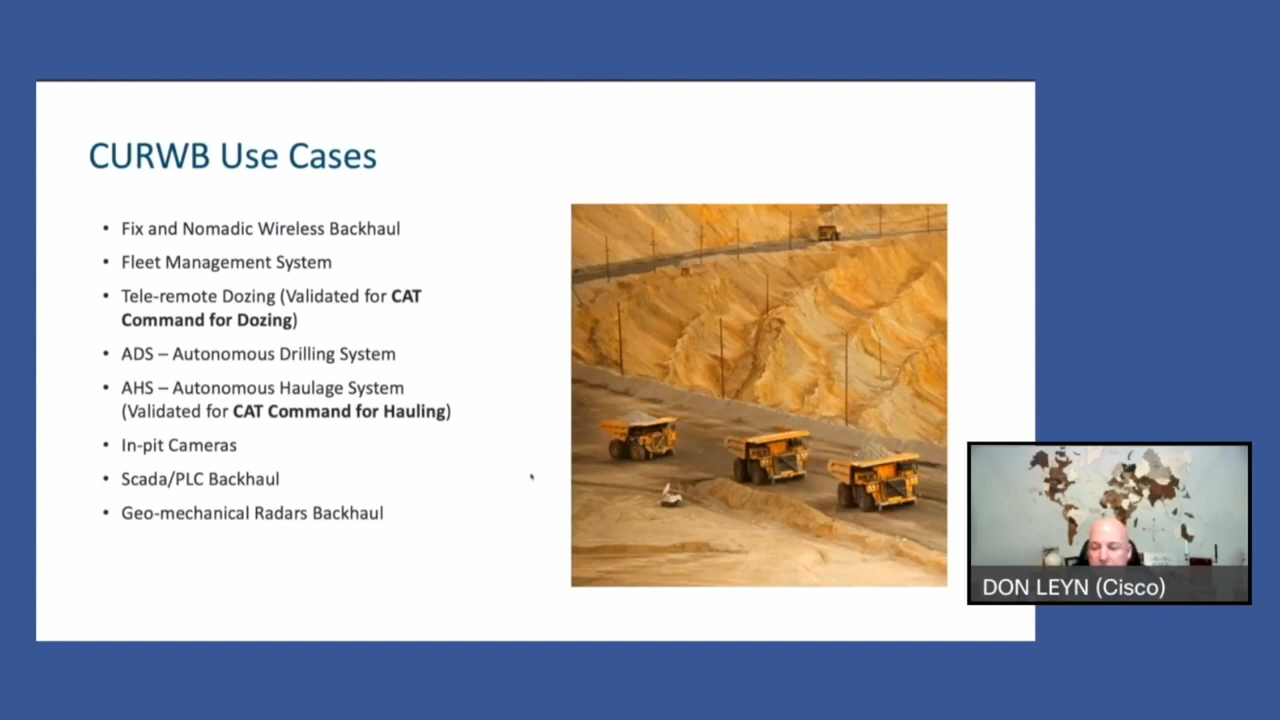 CURWB Use Cases
• Fix and Nomadic Wireless Backhaul
• Fleet Management System
• Tele-remote Dozing (Validated for CAT
Command for Dozing)
• ADS – Autonomous Drilling System
• AHS – Autonomous Haulage System
(Validated for CAT Command for Hauling)
• In-pit Cameras
• Scada/PLC Backhaul
• Geo-mechanical Radars Backhaul
DON LEYN (Cisco)